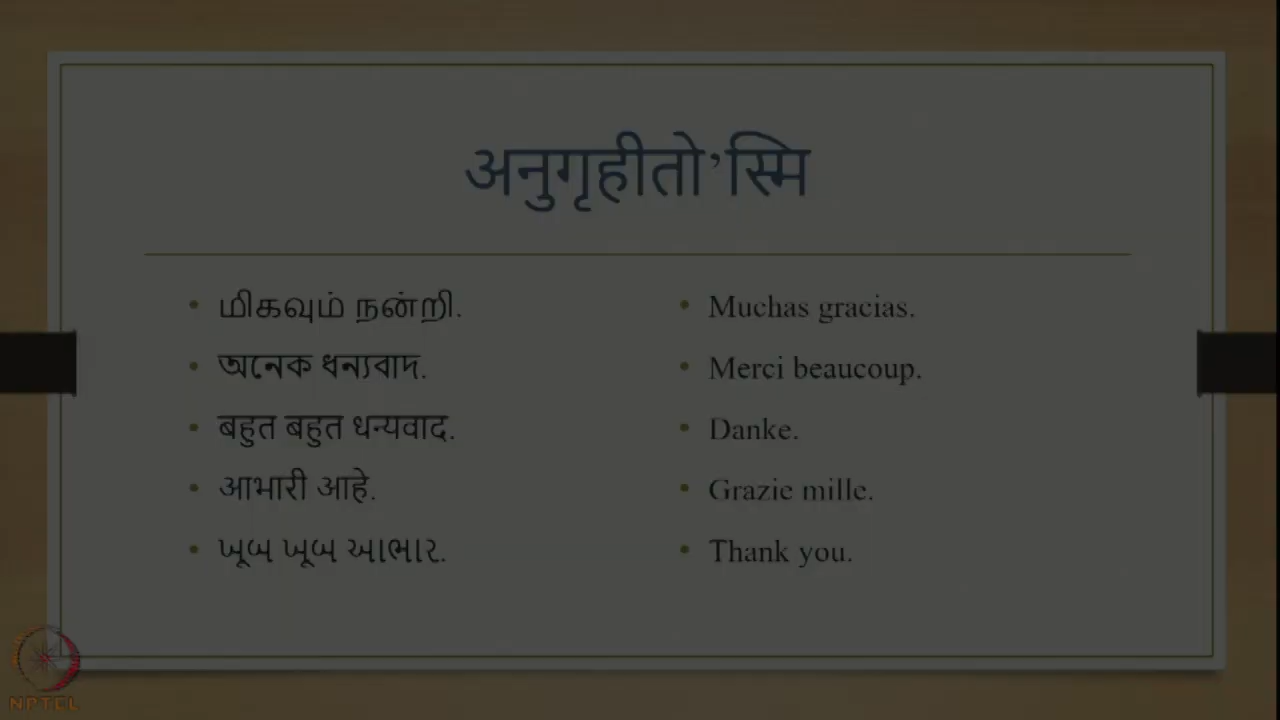 अनुगृहीतो’स्मि
மிகவும் நன்றி.
অনেক ধন্যবাদ.
बहुत बहुत धन्यवाद.
आभारी आहे.
ખૂબ ખૂબ આભાર.
Muchas gracias.
Merci beaucoup.
Danke.
Grazie mille.
Thank you.
NPTEL